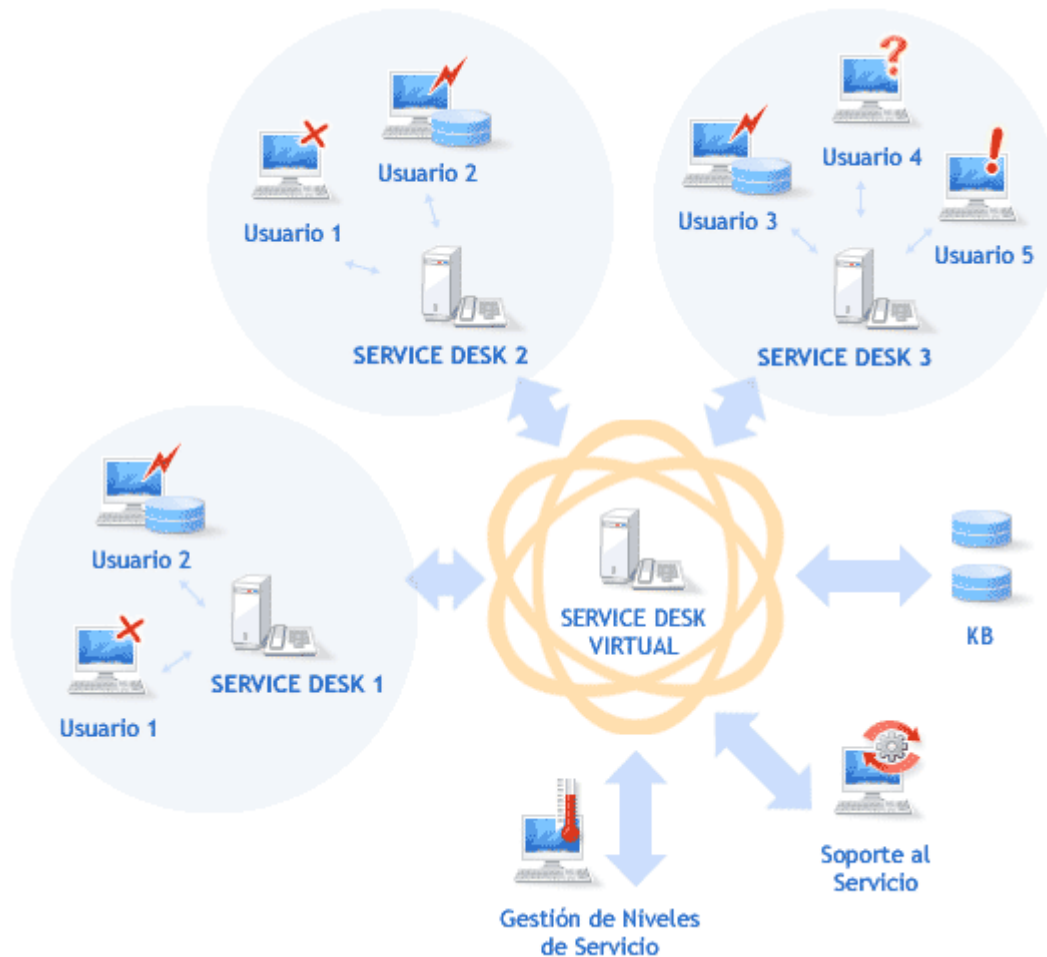 Usuario 4
Usuario 2
Usuario 3
Usuario 1
Usuario 5
SERVICE DESK 2
SERVICE DESK 3
Usuario 2
SERVICE DESK
VIRTUAL
KB
SERVICE DESK 1
Usuario 1
Soporte al
Servicio
Gestión de Niveles
de Servicio